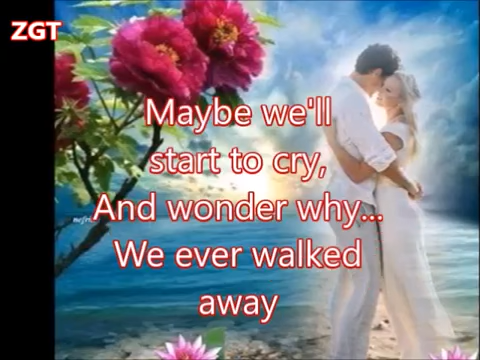 ZGT
Maybe we'll
start to cry,
And wonder why...
We ever walked
away